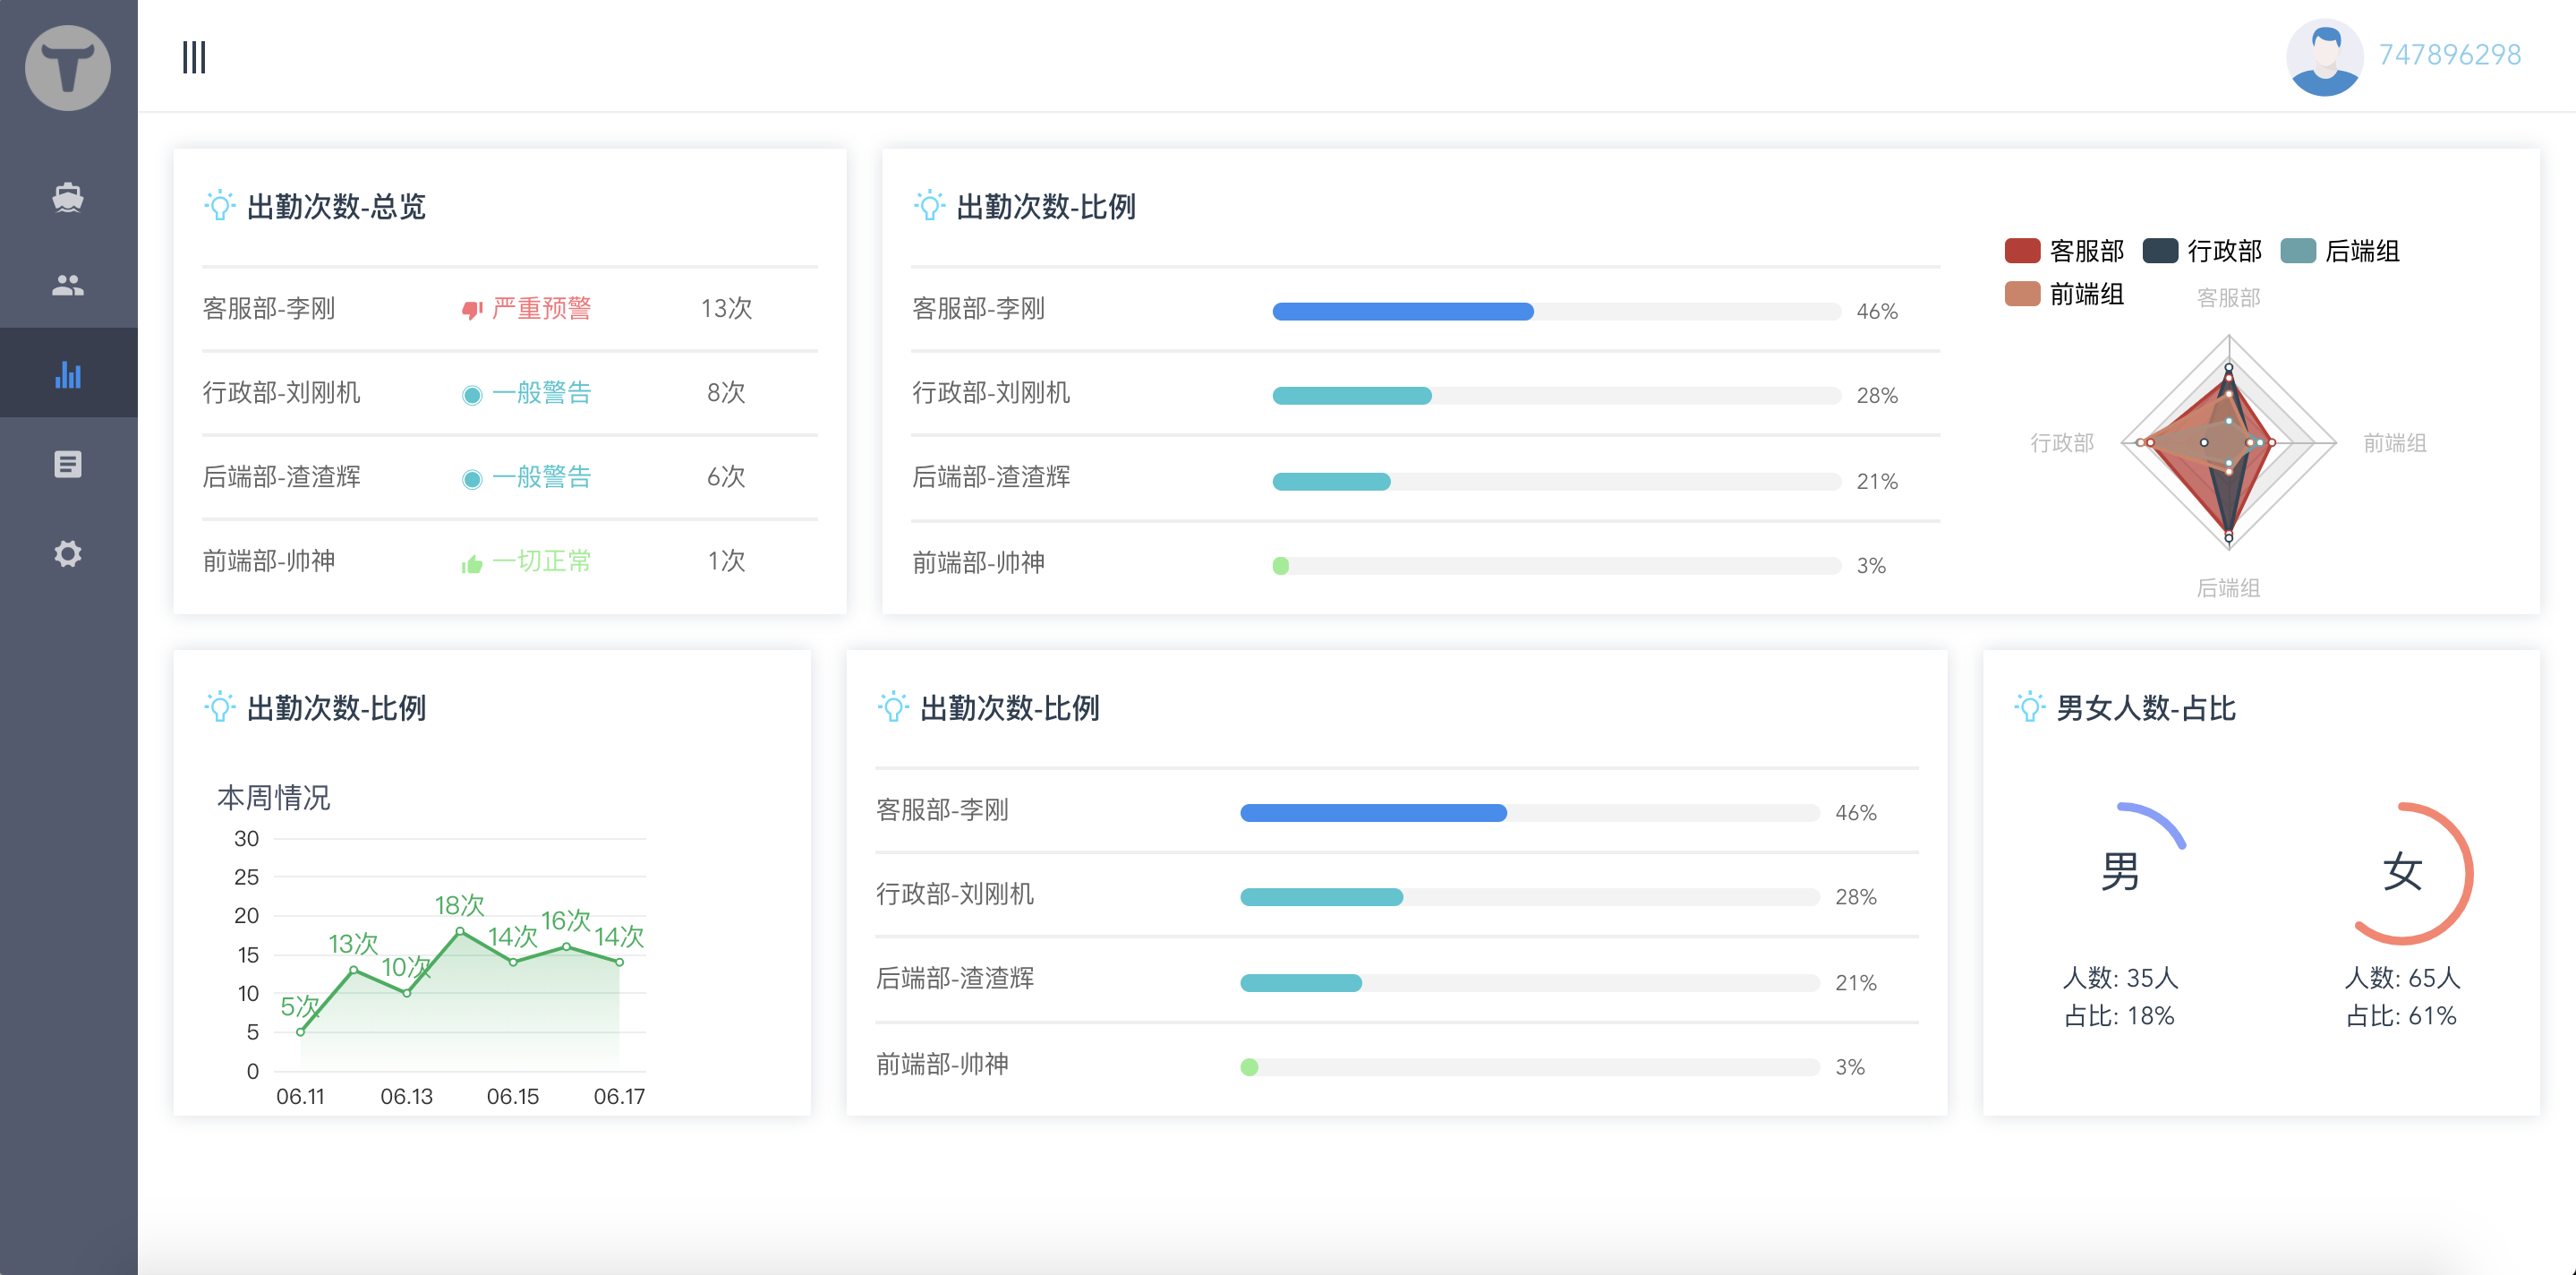 747896298
出勤次数-总览
客服部-李刚 严重预警 13次
行政部-刘刚机 一般警告 8次
后端部-渣渣辉 一般警告 6次
前端部-帅神 一切正常 1次
出勤次数-比例
客服部-李刚 46%
行政部-刘刚机 28%
后端部-渣渣辉 21%
前端部-帅神 3%
客服部 行政部 后端组
前端组
客服部
行政部
前端组
后端组
出勤次数-比例
本周情况
30
25
20
15
10
5
0
5次
13次
10次
18次
14次
16次
14次
06.11 06.13 06.15 06.17
出勤次数-比例
客服部-李刚 46%
行政部-刘刚机 28%
后端部-渣渣辉 21%
前端部-帅神 3%
男女人数-占比
男
人数: 35人
占比: 18%
女
人数: 65人
占比: 61%